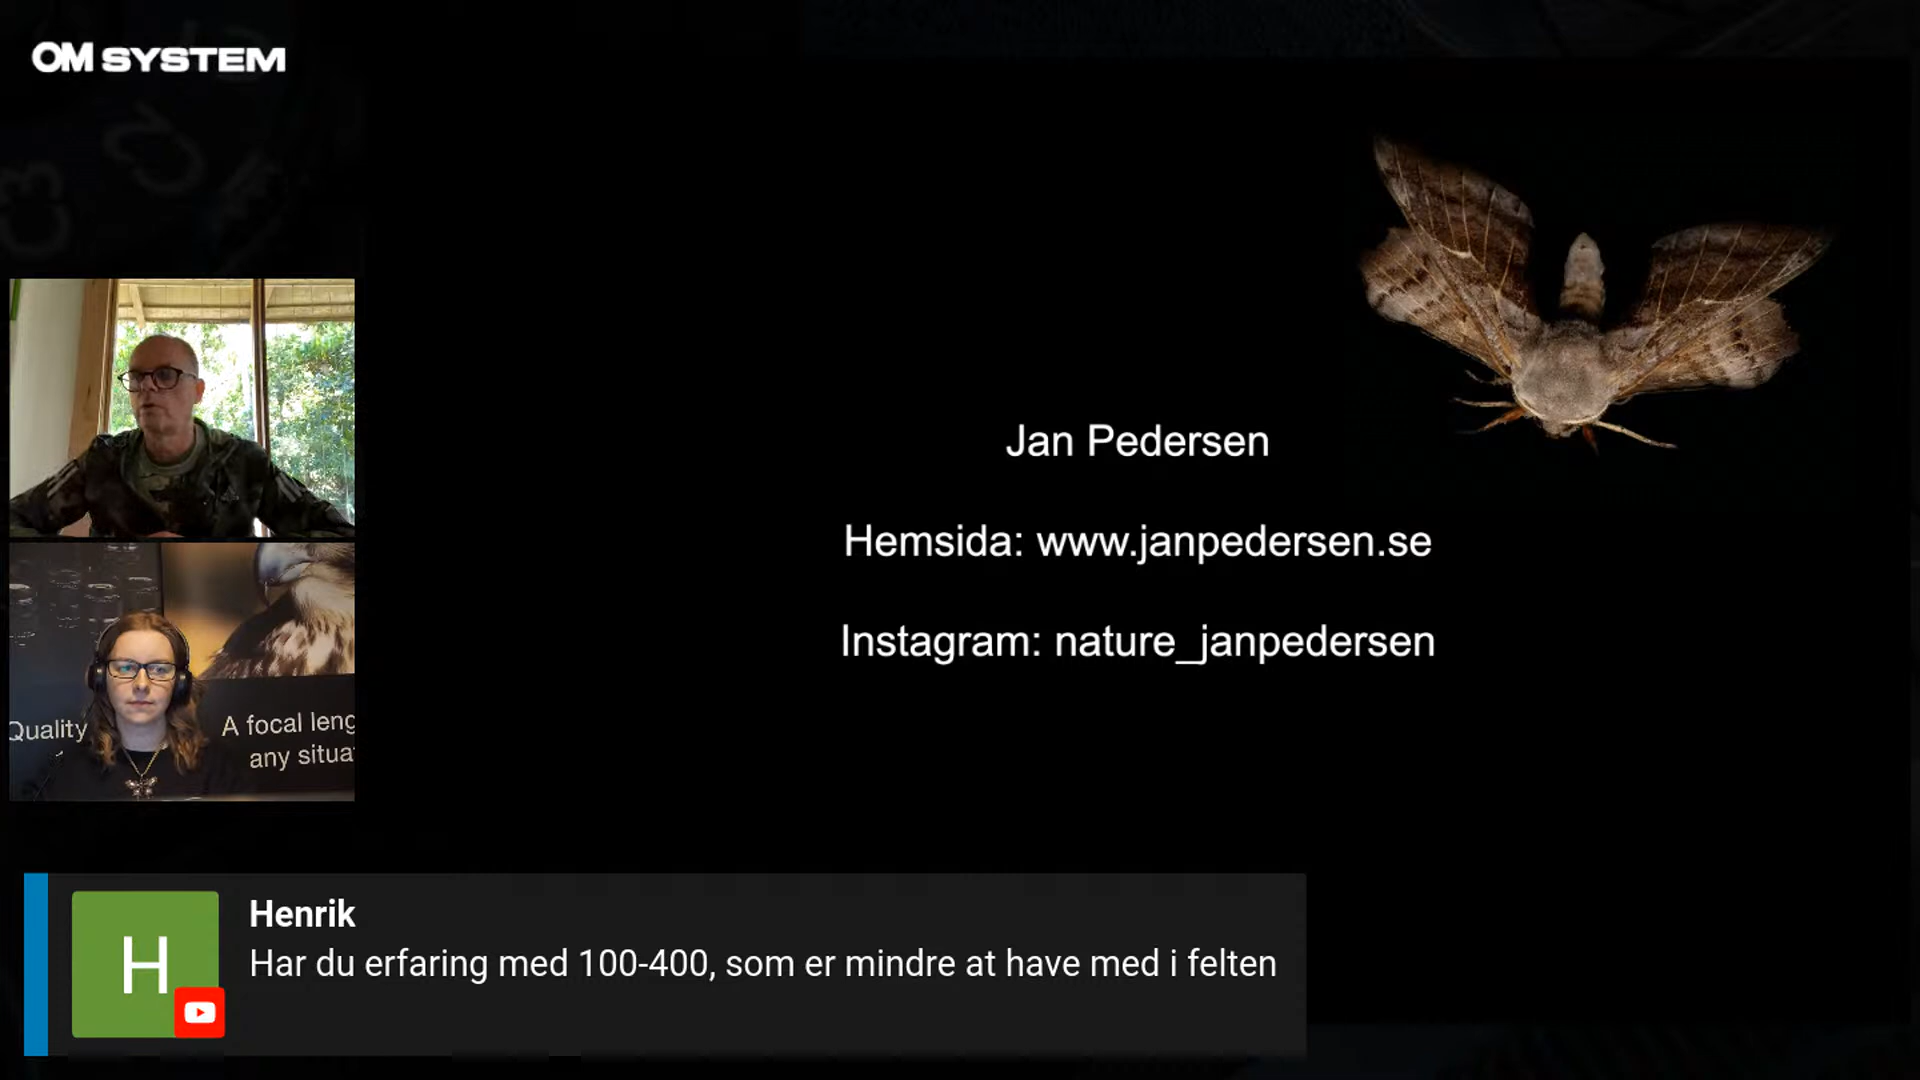 OM SYSTEM
Jan Pedersen
Hemsida: www.janpedersen.se
Instagram: nature_janpedersen
Quality
A focal leng
any situa
H
Henrik
Har du erfaring med 100-400, som er mindre at have med i felten